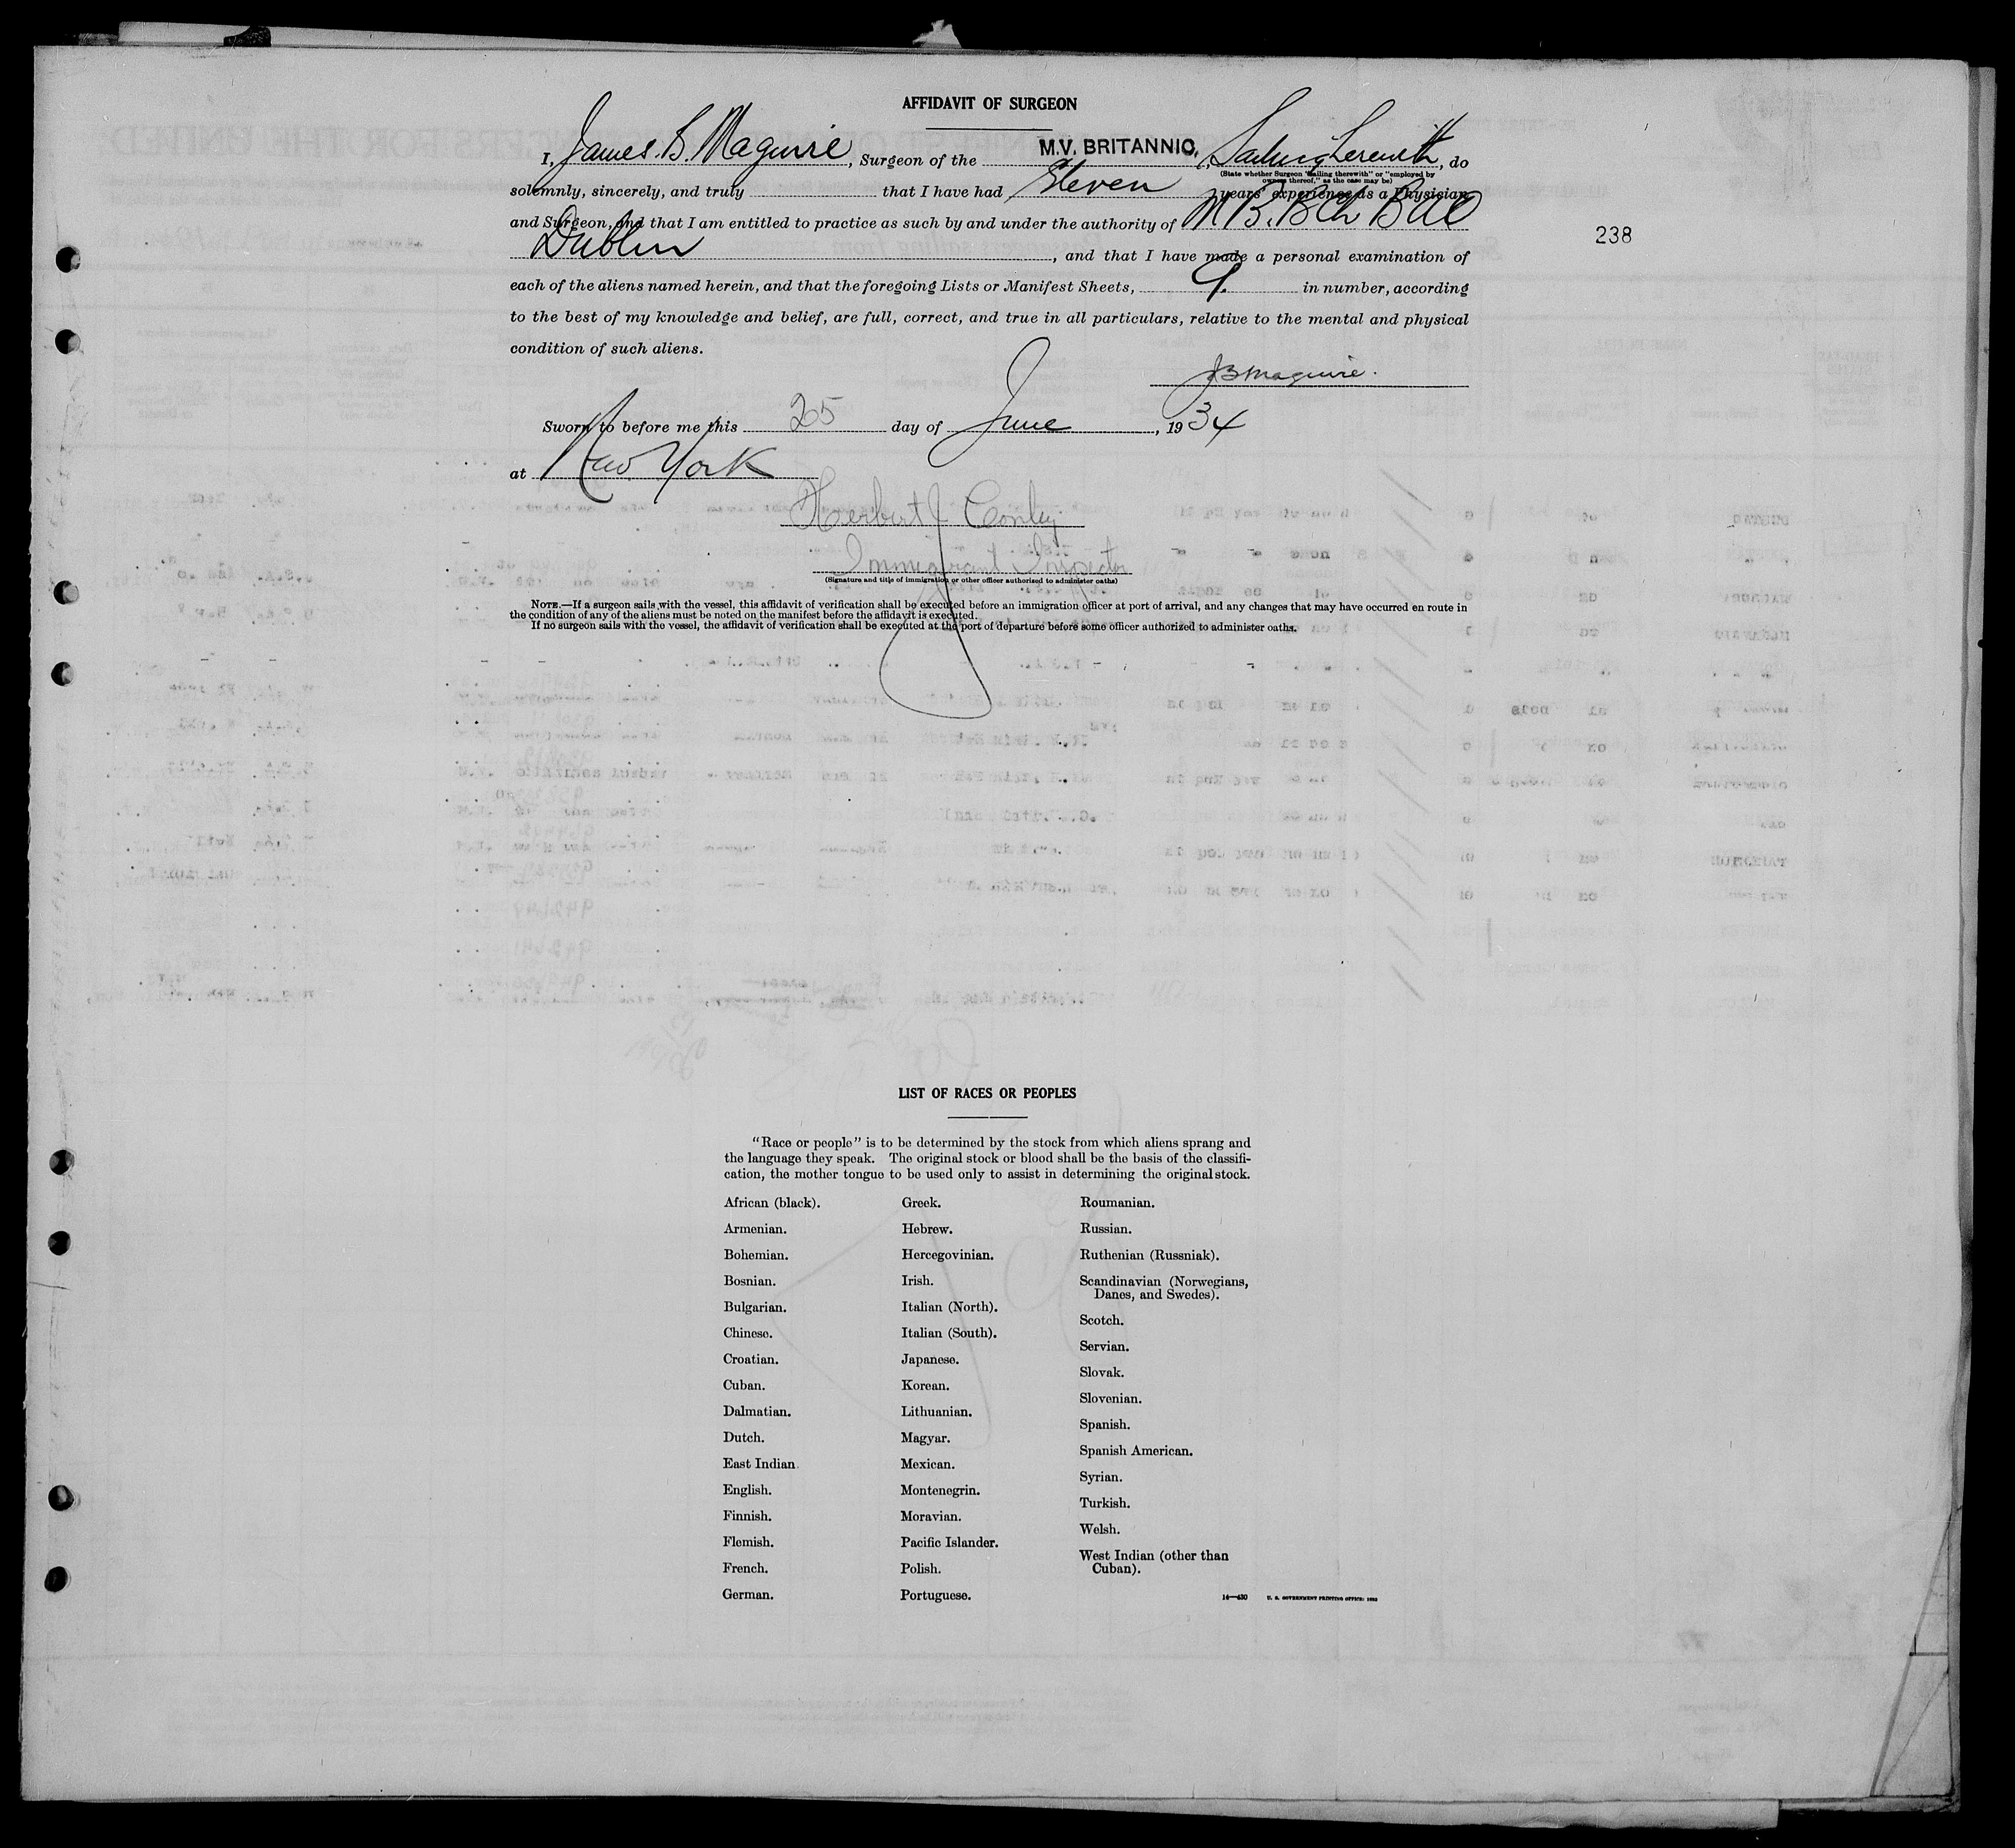 AFFIDAVIT OF SURGEON
I, James. B. Maguire, Surgeon of the M.V. BRITANNIC, Sailing therewith, do
(State whether Surgeon "sailing therewith" or "employed by
owners thereof," as the case may be)
solemnly, sincerely, and truly that I have had Eleven years' experience as a Physician
and Surgeon, and that I am entitled to practice as such by and under the authority of M B. BCh BAO
Dublin, and that I have made a personal examination of
each of the aliens named herein, and that the foregoing Lists or Manifest Sheets, 9. in number, according
to the best of my knowledge and belief, are full, correct, and true in all particulars, relative to the mental and physical
condition of such aliens.
JBMaguire.
Sworn to before me this 25 day of June, 1934
at New York
Herbert J Conley
Immigrant Inspector
(Signature and title of immigration or other officer authorized to administer oaths)
NOTE.—If a surgeon sails with the vessel, this affidavit of verification shall be executed before an immigration officer at port of arrival, and any changes that may have occurred en route in
the condition of any of the aliens must be noted on the manifest before the affidavit is executed.
If no surgeon sails with the vessel, the affidavit of verification shall be executed at the port of departure before some officer authorized to administer oaths.
238
LIST OF RACES OR PEOPLES
"Race or people" is to be determined by the stock from which aliens sprang and
the language they speak. The original stock or blood shall be the basis of the classifi-
cation, the mother tongue to be used only to assist in determining the original stock.
African (black).
Armenian.
Bohemian.
Bosnian.
Bulgarian.
Chinese.
Croatian.
Cuban.
Dalmatian.
Dutch.
East Indian.
English.
Finnish.
Flemish.
French.
German.
Greek.
Hebrew.
Hercegovinian.
Irish.
Italian (North).
Italian (South).
Japanese.
Korean.
Lithuanian.
Magyar.
Mexican.
Montenegrin.
Moravian.
Pacific Islander.
Polish.
Portuguese.
Roumanian.
Russian.
Ruthenian (Russniak).
Scandinavian (Norwegians,
Danes, and Swedes).
Scotch.
Servian.
Slovak.
Slovenian.
Spanish.
Spanish American.
Syrian.
Turkish.
Welsh.
West Indian (other than
Cuban).
14—430 U. S. GOVERNMENT PRINTING OFFICE: